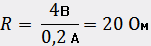 R = 4в / 0,2 А = 20 Ом